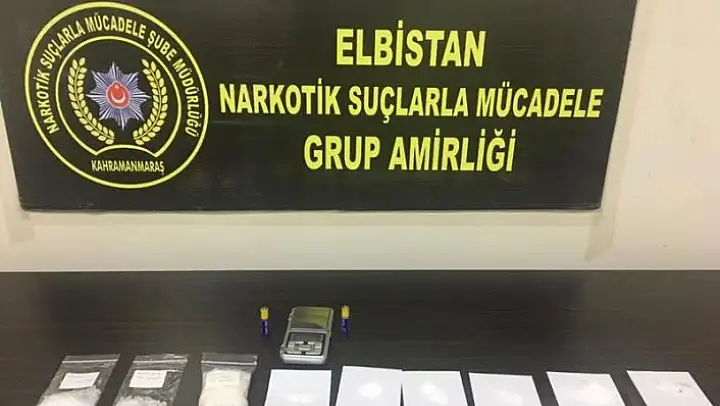 NARKOTİK SUÇLARLA MÜCADELE ŞUBE MÜDÜRLÜĞÜ
KAHRAMANMARAŞ
ELBİSTAN
NARKOTİK SUÇLARLA MÜCADELE
GRUP AMİRLİĞİ